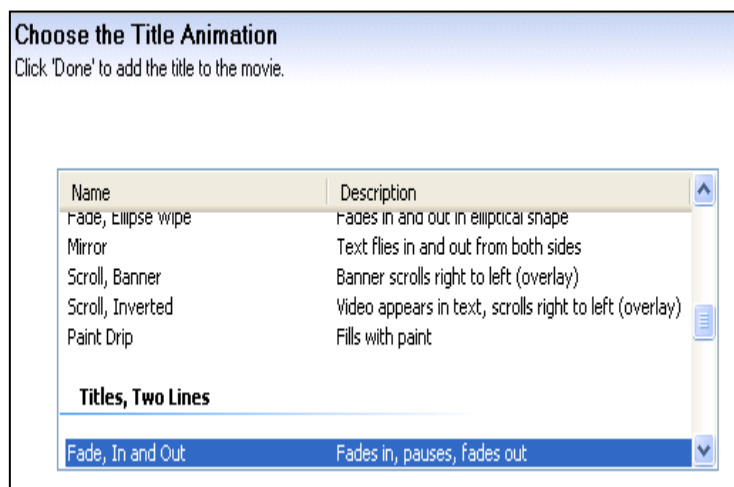 Choose the Title Animation
Click 'Done' to add the title to the movie.
Name Description
Fade, Ellipse Wipe Fades in and out in elliptical shape
Mirror Text flies in and out from both sides
Scroll, Banner Banner scrolls right to left (overlay)
Scroll, Inverted Video appears in text, scrolls right to left (overlay)
Paint Drip Fills with paint
Titles, Two Lines
Fade, In and Out Fades in, pauses, fades out